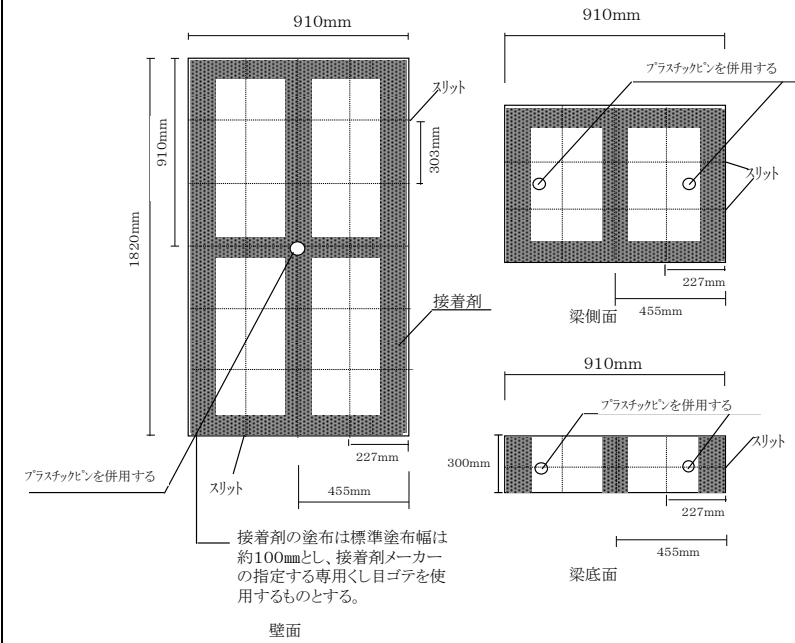 910mm
スリット
910mm
303mm
1820mm
接着剤
227mm
プラスチックピンを併用する
スリット
455mm
接着剤の塗布は標準塗布幅は
約100㎜とし、接着剤メーカー
の指定する専用くし目ゴテを使
用するものとする。
壁面
910mm
プラスチックピンを併用する
スリット
227mm
455mm
梁側面
910mm
プラスチックピンを併用する
スリット
300mm
227mm
455mm
梁底面